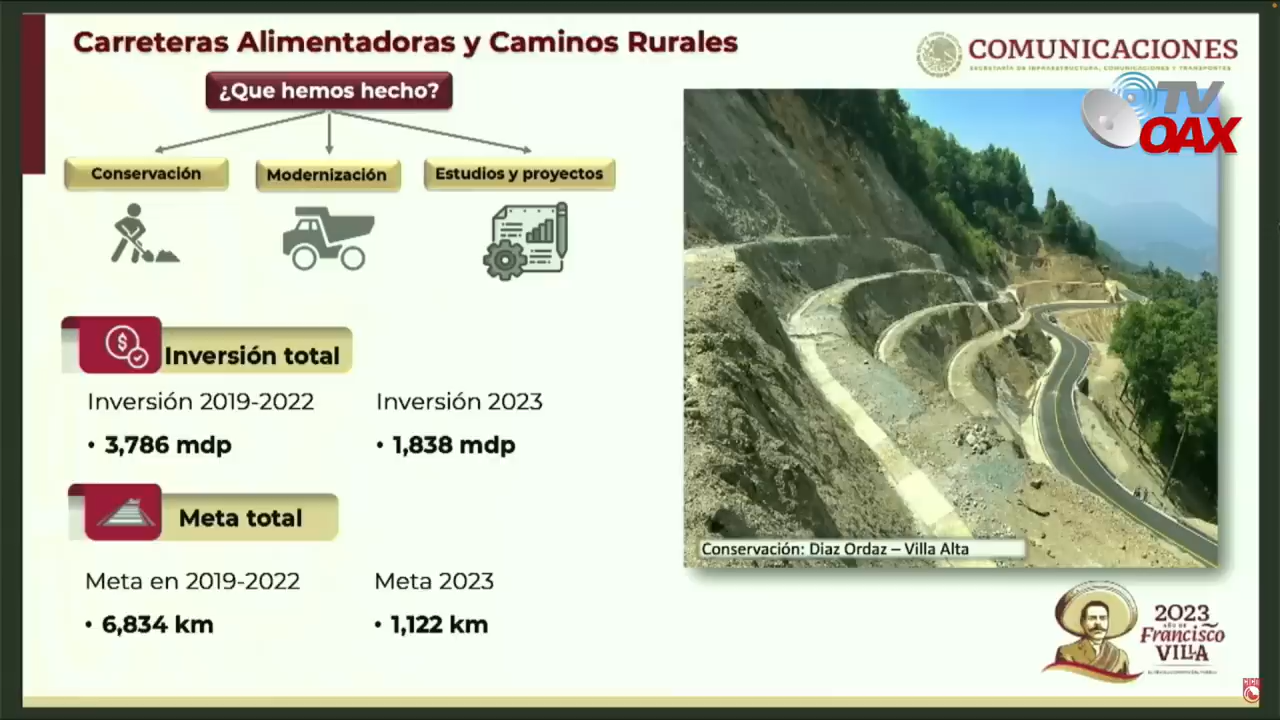 Carreteras Alimentadoras y Caminos Rurales
COMUNICACIONES
SECRETARÍA DE INFRAESTRUCTURA, COMUNICACIONES Y TRANSPORTES
TV
OAX
¿Que hemos hecho?
Conservación
Modernización
Estudios y proyectos
Inversión total
Inversión 2019-2022
• 3,786 mdp
Inversión 2023
• 1,838 mdp
Meta total
Meta en 2019-2022
• 6,834 km
Meta 2023
• 1,122 km
Conservación: Diaz Ordaz – Villa Alta
2023
AÑO DE
Francisco
VILLA